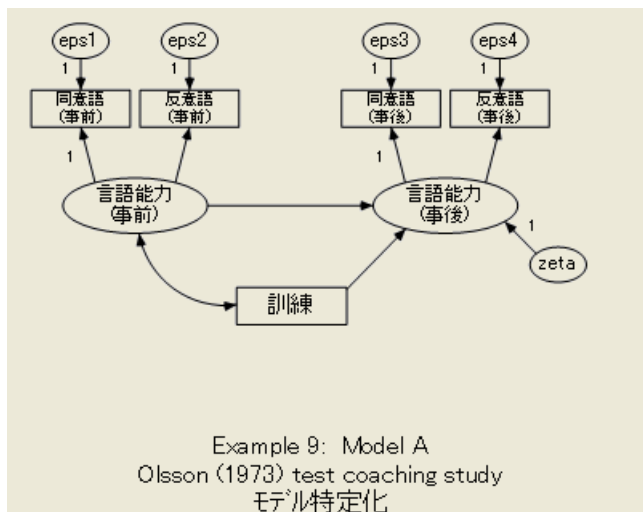 eps1 eps2 eps3 eps4
1 1 1 1
同意語 反意語 同意語 反意語
(事前) (事前) (事後) (事後)
1 1
言語能力 言語能力
(事前) (事後)
1
zeta
訓練
Example 9: Model A
Olsson (1973) test coaching study
モデル特定化